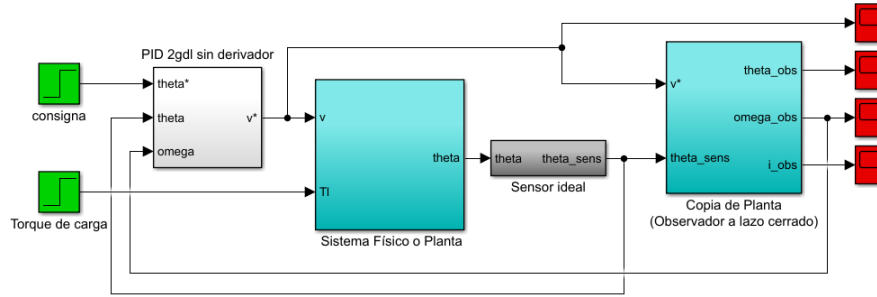 PID 2gdl sin derivador
theta*
theta
omega
v*
consigna
Torque de carga
v
Tl
theta
Sistema Físico o Planta
theta
theta_sens
Sensor ideal
v*
theta_sens
theta_obs
omega_obs
i_obs
Copia de Planta
(Observador a lazo cerrado)